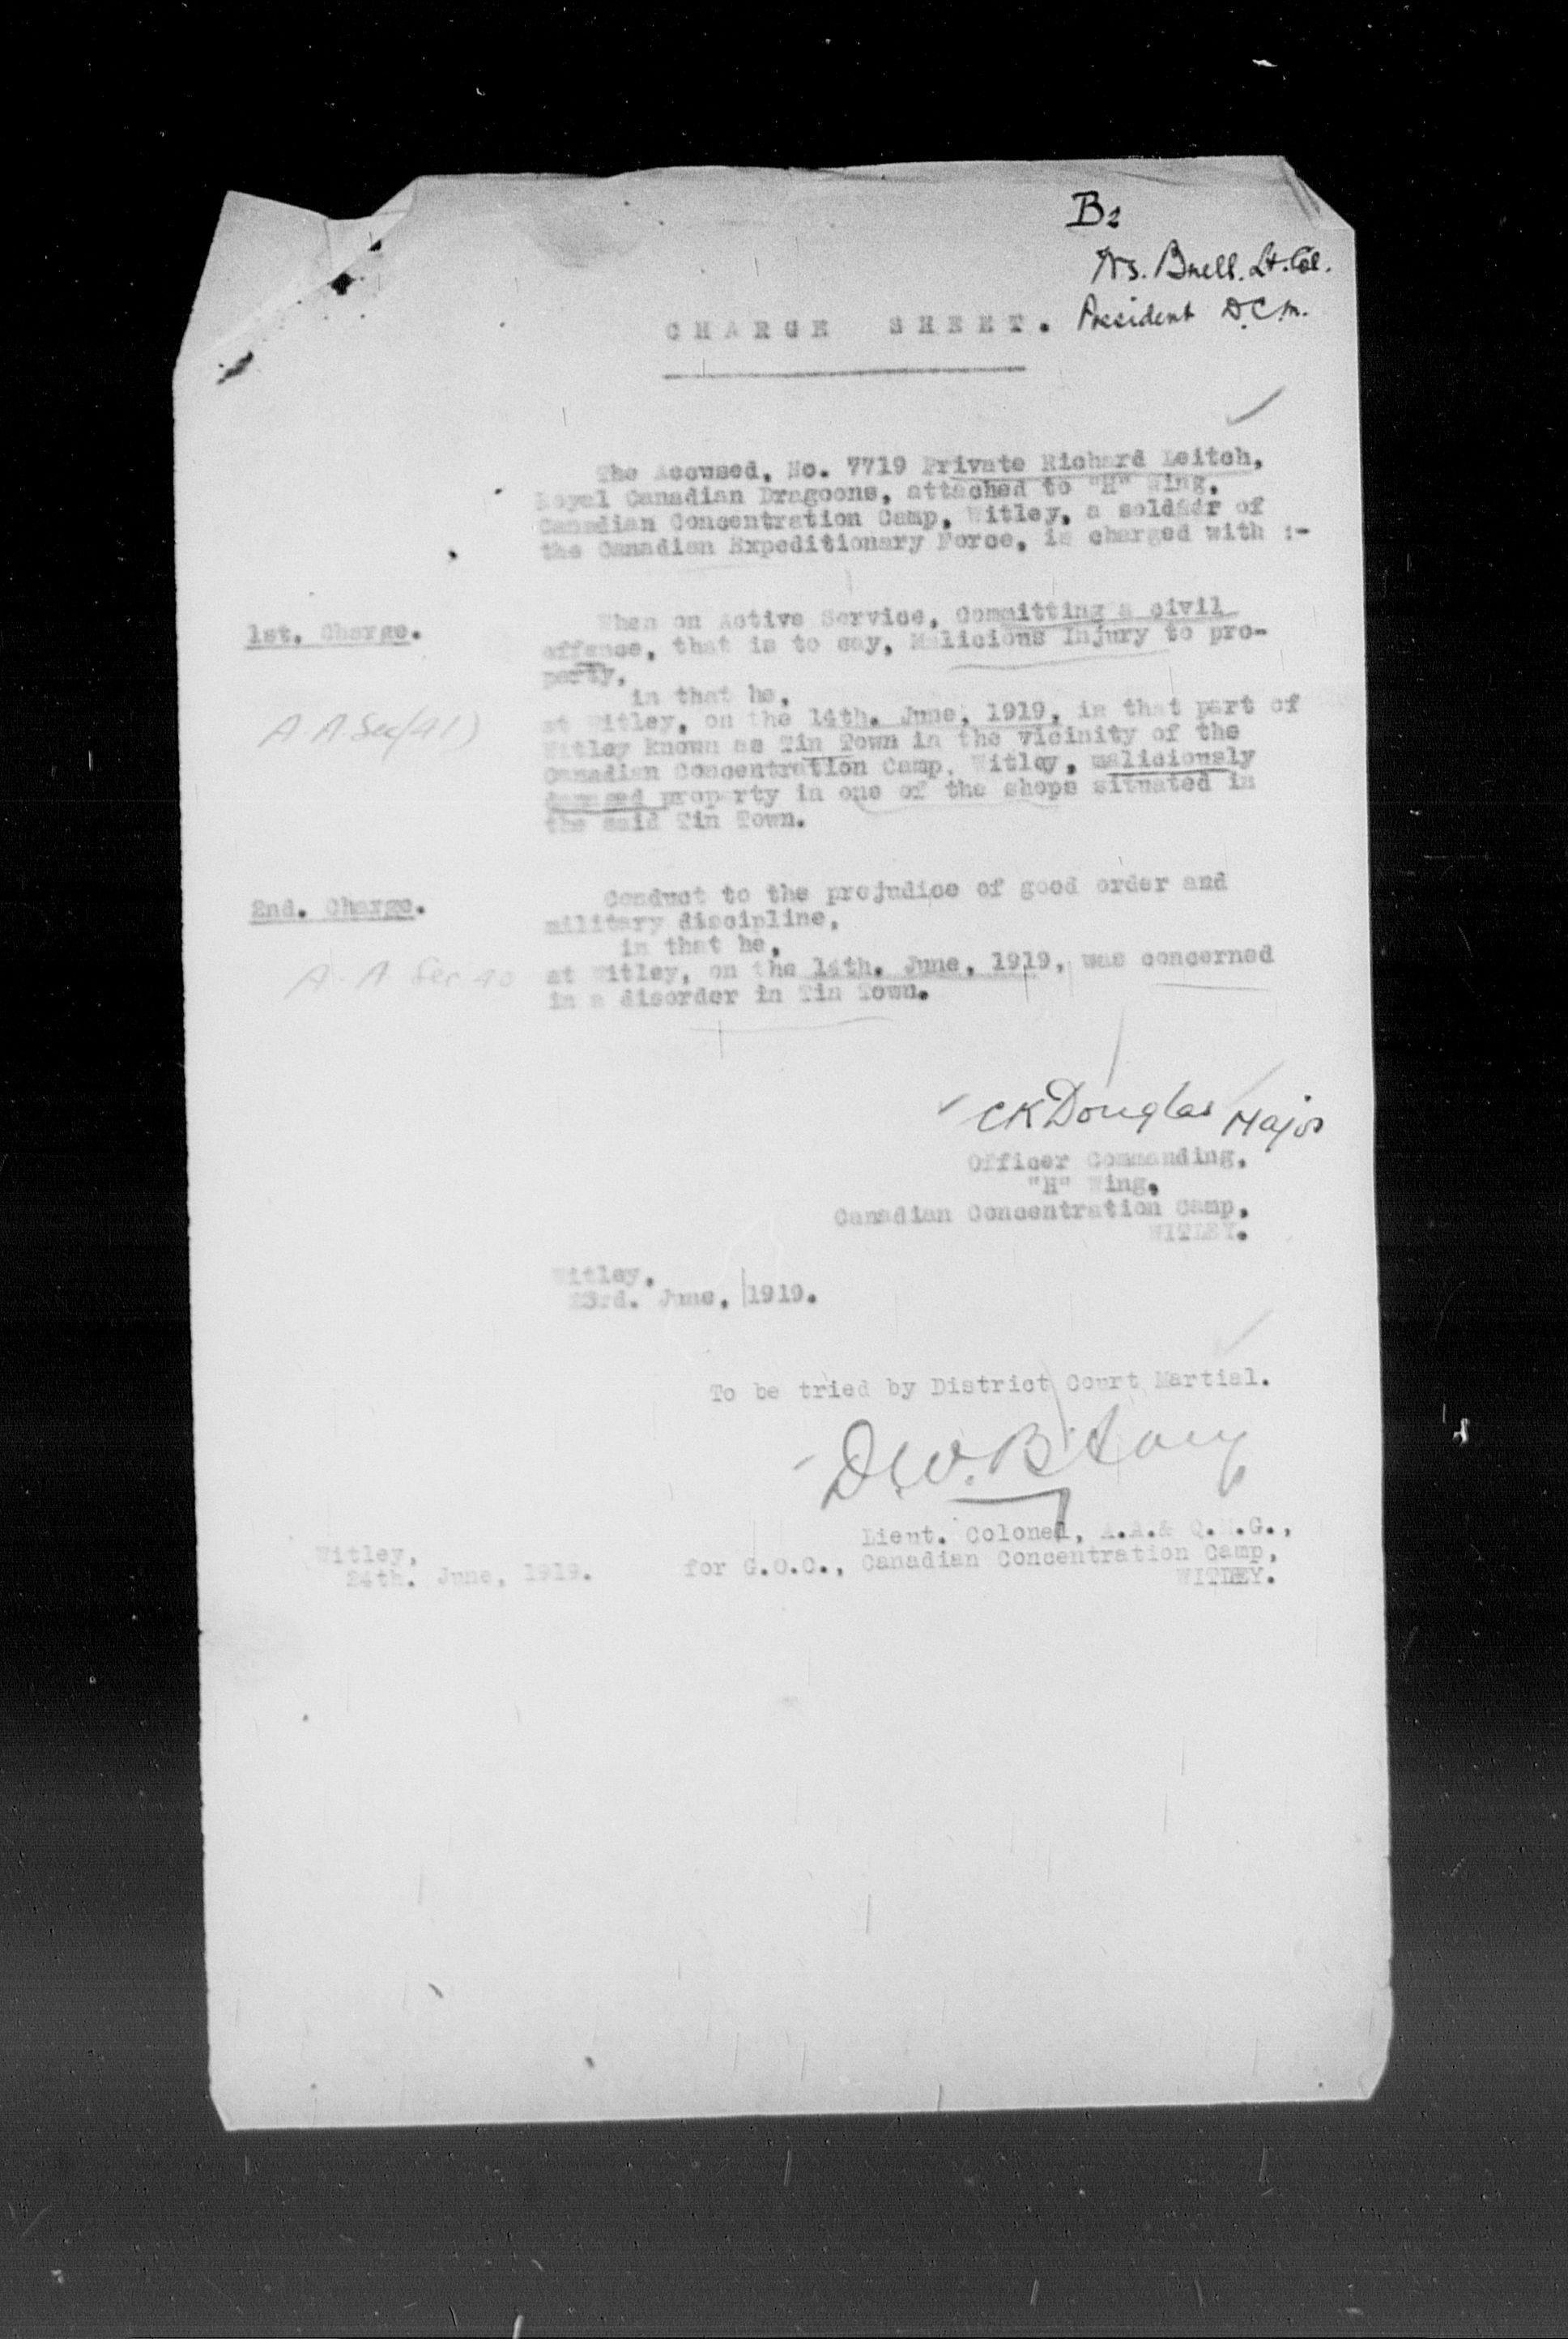 B2
Ws. Buell. Lt. Col.
President D.C.M.
CHARGE SHEET.
The Accused, No. 7719 Private Richard Leitch,
Royal Canadian Dragoons, attached to "H" Wing,
Canadian Concentration Camp, Witley, a soldier of
the Canadian Expeditionary Force, is charged with :-
1st. Charge.
When on Active Service, Committing a civil
offence, that is to say, Malicious Injury to pro-
perty,
in that he,
A.A. Sec (41)
at Witley, on the 14th. June, 1919, in that part of
Witley known as Tin Town in the vicinity of the
Canadian Concentration Camp, Witley, maliciously
damaged property in one of the shops situated in
the said Tin Town.
2nd. Charge.
Conduct to the prejudice of good order and
military discipline,
in that he,
A.A Sec 40
at Witley, on the 14th. June, 1919, was concerned
in a disorder in Tin Town.
CK Douglas Major
Officer Commanding,
"H" Wing,
Canadian Concentration Camp,
WITLEY.
Witley,
23rd. June, 1919.
To be tried by District Court Martial.
D.W.B.
Lieut. Colonel, A.A.& Q.M.G.,
for G.O.C., Canadian Concentration Camp,
WITLEY.
Witley,
24th. June, 1919.